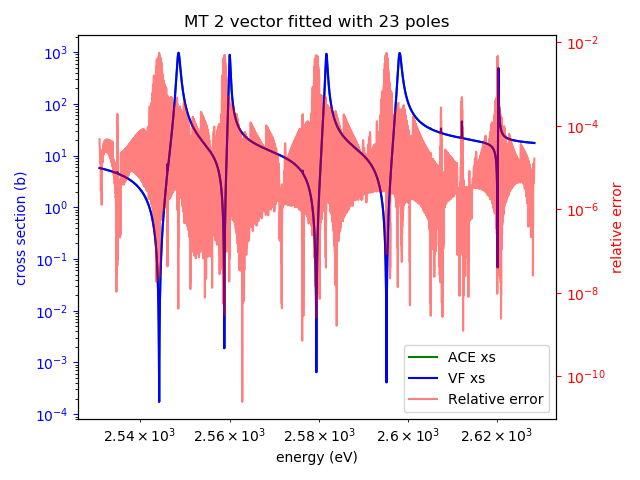 MT 2 vector fitted with 23 poles
cross section (b)
10³
10²
10¹
10⁰
10⁻¹
10⁻²
10⁻³
10⁻⁴
10⁻²
10⁻⁴
10⁻⁶
10⁻⁸
10⁻¹⁰
relative error
ACE xs
VF xs
Relative error
2.54 × 10³ 2.56 × 10³ 2.58 × 10³ 2.6 × 10³ 2.62 × 10³
energy (eV)